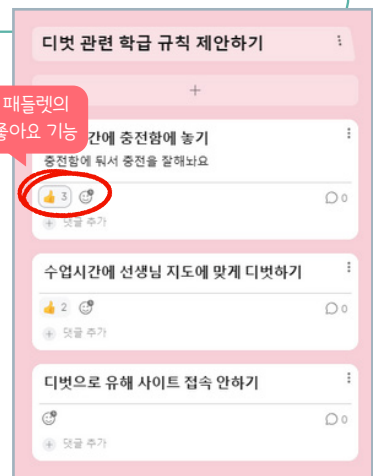 디벗 관련 학급 규칙 제안하기
+
패들렛의
좋아요 기능
간에 충전함에 놓기
충전함에 둬서 충전을 잘해놔요
3
0
댓글 추가
수업시간에 선생님 지도에 맞게 디벗하기
2
0
댓글 추가
디벗으로 유해 사이트 접속 안하기
0
댓글 추가